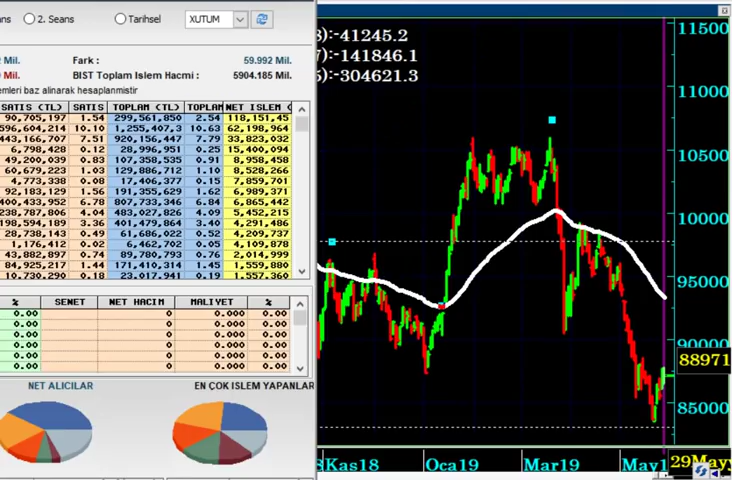 ans 2. Seans Tarihsel XUTUM
Mil. Fark : 59.992 Mil.
Mil. BIST Toplam Islem Hacmi : 5904.185 Mil.
emleri baz alinarak hesaplanmistir
SATIS (TL) SATIS TOPLAM (TL) TOPLAM NET ISLEM (
90,705,197 1.54 299,561,850 2.54 118,151,45
596,604,214 10.10 1,255,407,3 10.63 62,198,964
443,166,707 7.51 920,156,447 7.79 33,823,094
6,798,428 0.12 28,996,951 0.25 15,400,094
49,200,039 0.83 107,358,535 0.91 8,958,458
60,679,223 1.03 129,886,712 1.10 8,528,266
4,773,338 0.08 17,406,377 0.15 7,859,701
92,183,129 1.56 191,355,629 1.62 6,989,371
400,433,952 6.78 807,733,346 6.84 6,865,442
238,787,806 4.04 483,027,826 4.09 5,452,215
198,594,189 3.36 401,479,864 3.40 4,291,486
28,738,143 0.49 61,686,022 0.52 4,209,737
1,176,412 0.02 6,462,702 0.05 4,109,878
43,882,897 0.74 89,780,793 0.76 2,014,999
84,925,217 1.44 171,410,314 1.45 1,559,880
10,730,290 0.18 23,017,941 0.19 1,557,360
% SENET NET HACIM MALIYET %
0.00 0 0.000 0.00
0.00 0 0.000 0.00
0.00 0 0.000 0.00
0.00 0 0.000 0.00
0.00 0 0.000 0.00
0.00 0 0.000 0.00
NET ALICILAR EN ÇOK ISLEM YAPANLAR
3):-41245.2
):-141846.1
5):-304621.3
11500
11000
10500
10000
95000
90000
88971
85000
Kas18 Oca19 Mar19 May1 29May